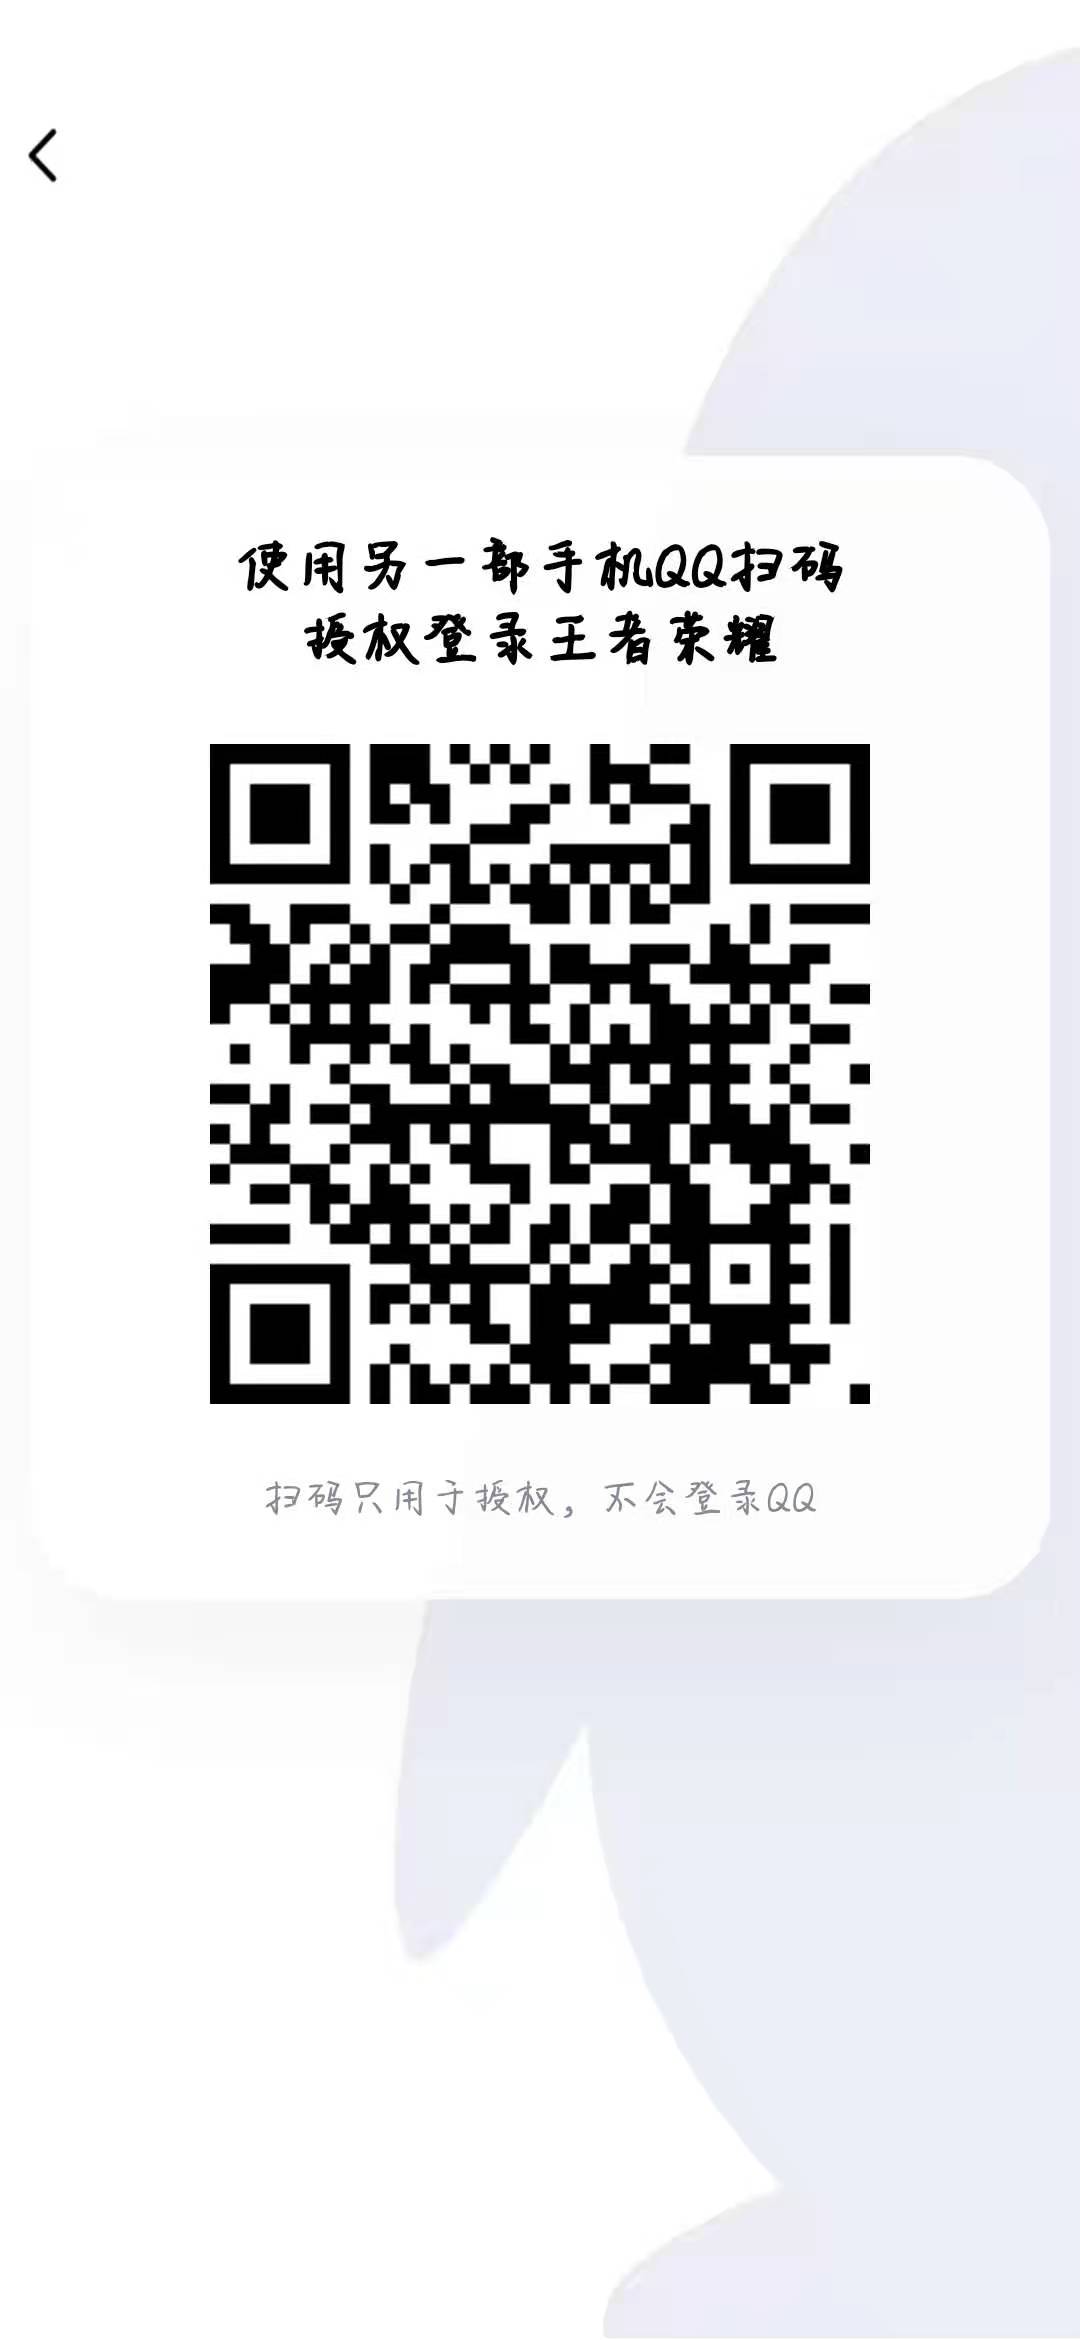 使用另一部手机QQ扫码
授权登录王者荣耀
扫码只用于授权，不会登录QQ